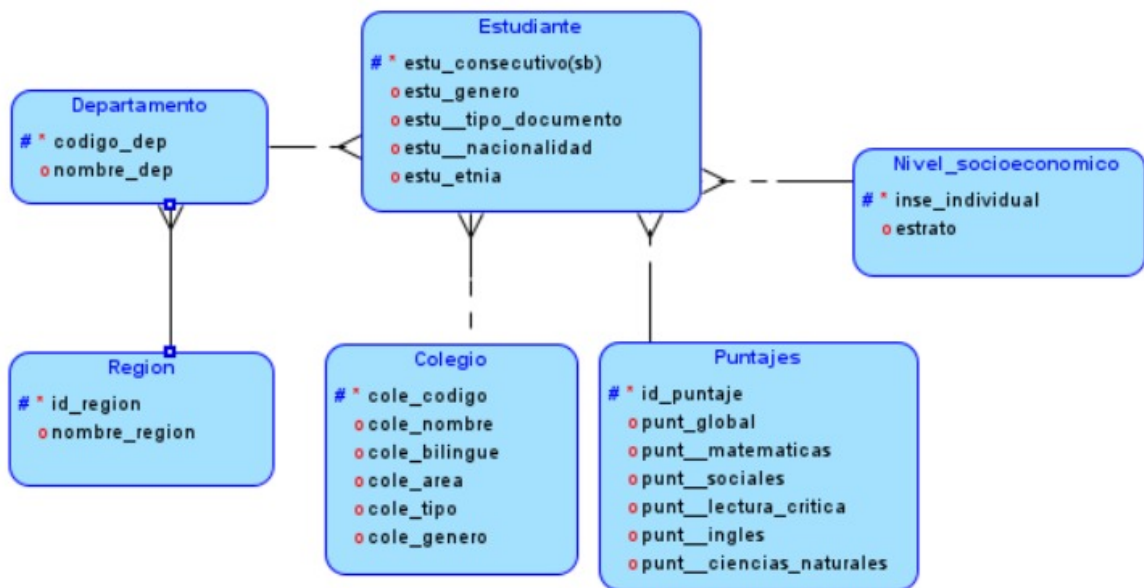 Estudiante
# * estu_consecutivo(sb)
o estu_genero
o estu__tipo_documento
o estu__nacionalidad
o estu_etnia
Departamento
# * codigo_dep
o nombre_dep
Nivel_socioeconomico
# * inse_individual
o estrato
Region
# * id_region
o nombre_region
Colegio
# * cole_codigo
o cole_nombre
o cole_bilingue
o cole_area
o cole_tipo
o cole_genero
Puntajes
# * id_puntaje
o punt_global
o punt__matematicas
o punt__sociales
o punt__lectura_critica
o punt__ingles
o punt__ciencias_naturales